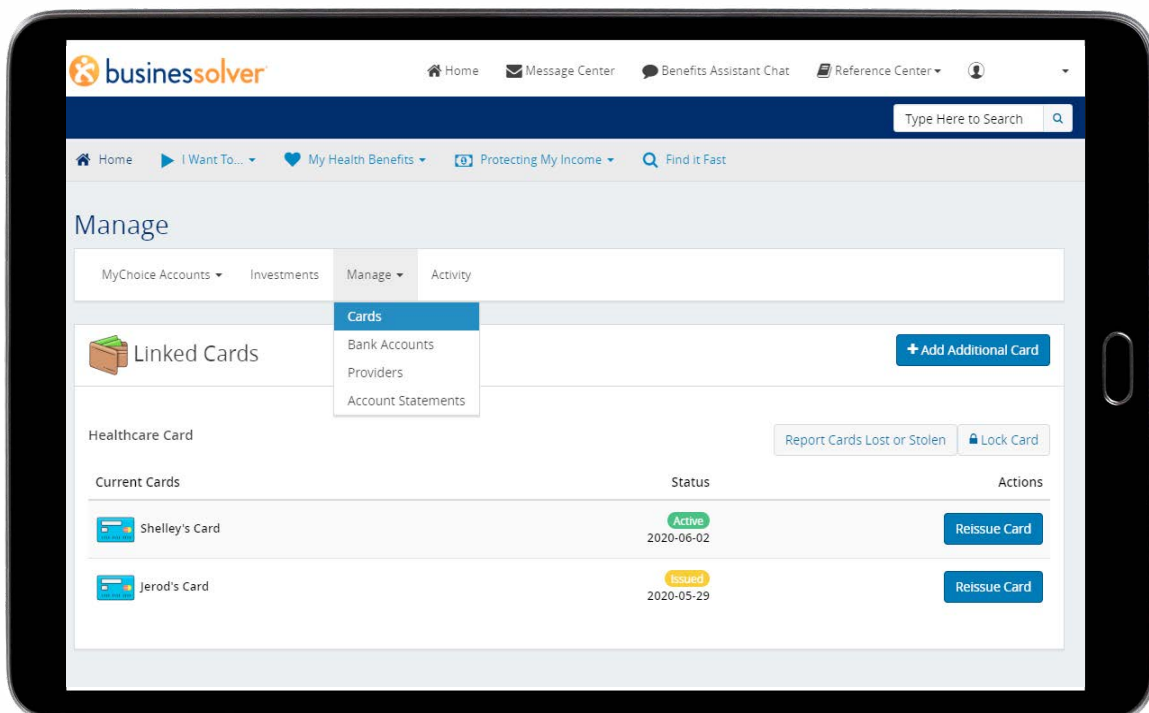 businessolver
Home Message Center Benefits Assistant Chat Reference Center
Type Here to Search
Home I Want To... My Health Benefits Protecting My Income Find it Fast
Manage
MyChoice Accounts Investments Manage Activity
Cards
Bank Accounts
Providers
Account Statements
Linked Cards
+ Add Additional Card
Healthcare Card
Report Cards Lost or Stolen Lock Card
Current Cards Status Actions
Shelley's Card Active Reissue Card
2020-06-02
Jerod's Card Issued Reissue Card
2020-05-29